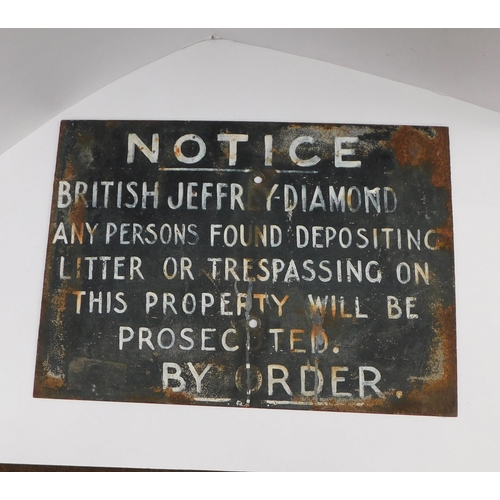 NOTICE
BRITISH JEFFREY-DIAMOND
ANY PERSONS FOUND DEPOSITING
LITTER OR TRESPASSING ON
THIS PROPERTY WILL BE
PROSECUTED.
BY ORDER.